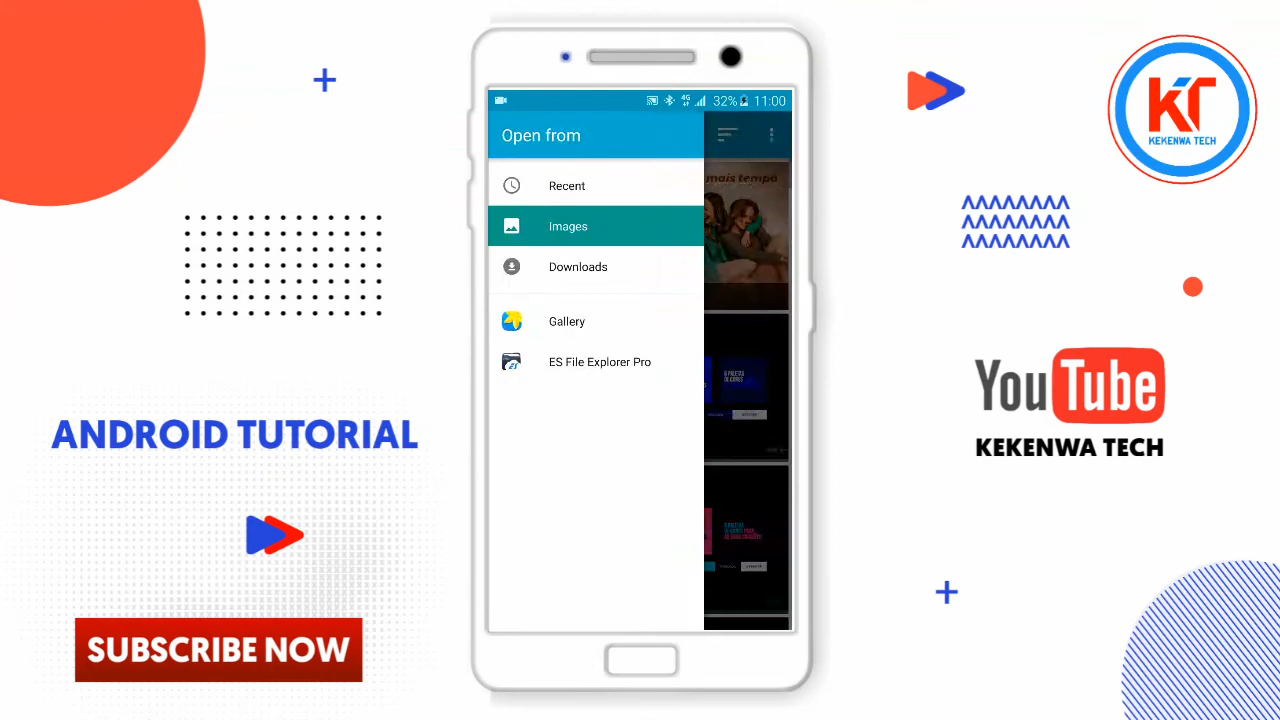 32% 11:00
Open from
Recent
Images
Downloads
Gallery
ES File Explorer Pro
mais tempo
KT
KEKENWA TECH
YouTube
KEKENWA TECH
ANDROID TUTORIAL
SUBSCRIBE NOW